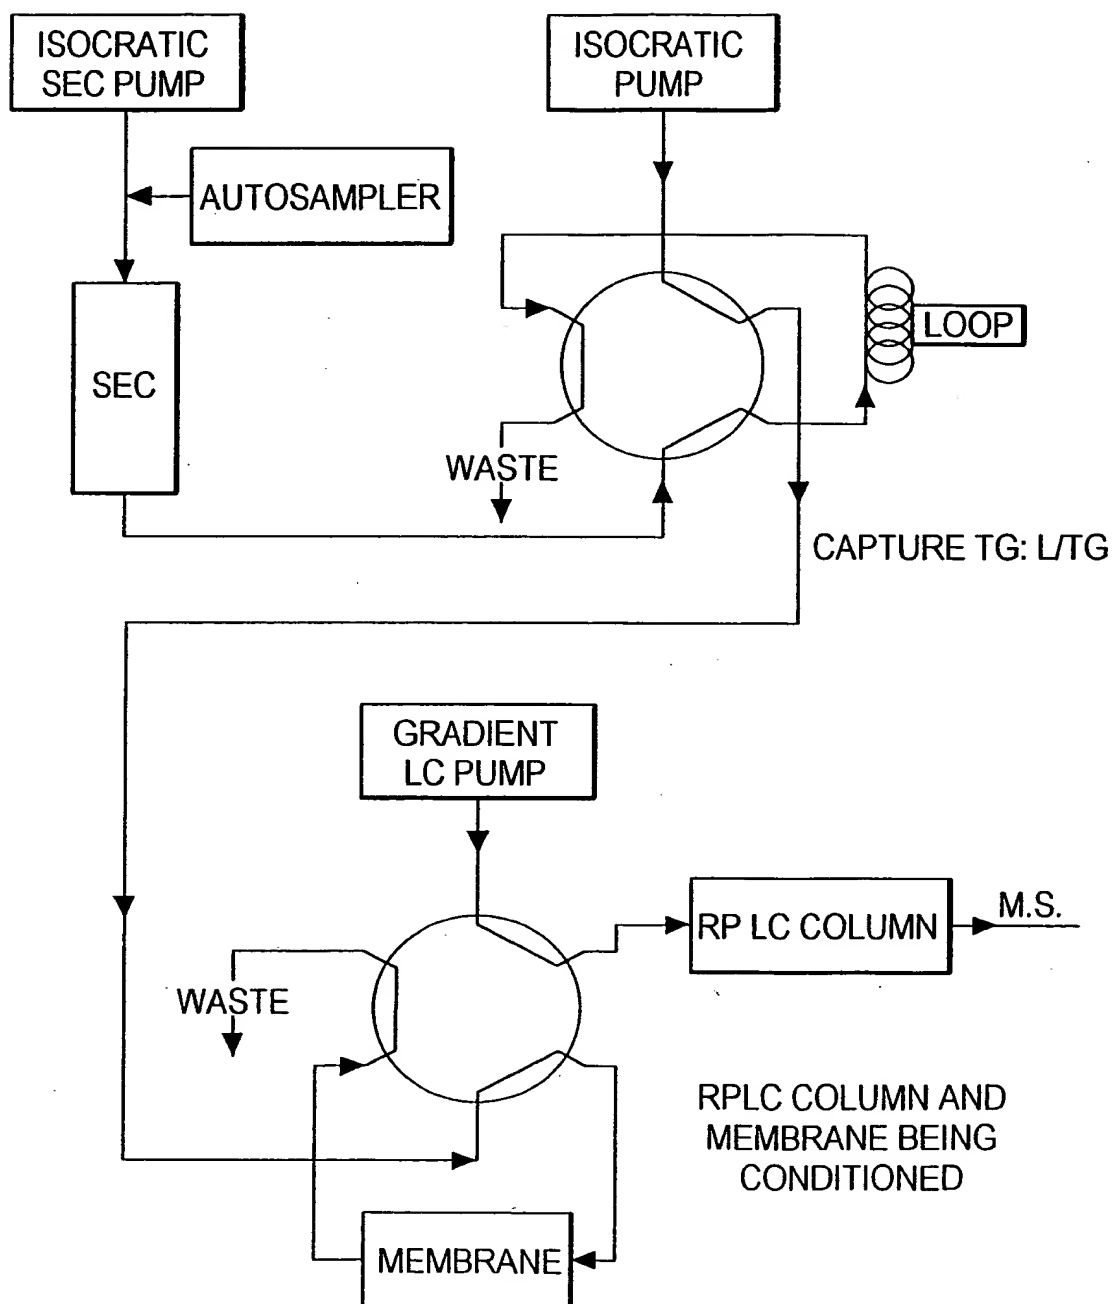 ISOCRATIC
SEC PUMP
ISOCRATIC
PUMP
AUTOSAMPLER
SEC
LOOP
WASTE
CAPTURE TG: L/TG
GRADIENT
LC PUMP
RP LC COLUMN
M.S.
WASTE
RPLC COLUMN AND
MEMBRANE BEING
CONDITIONED
MEMBRANE